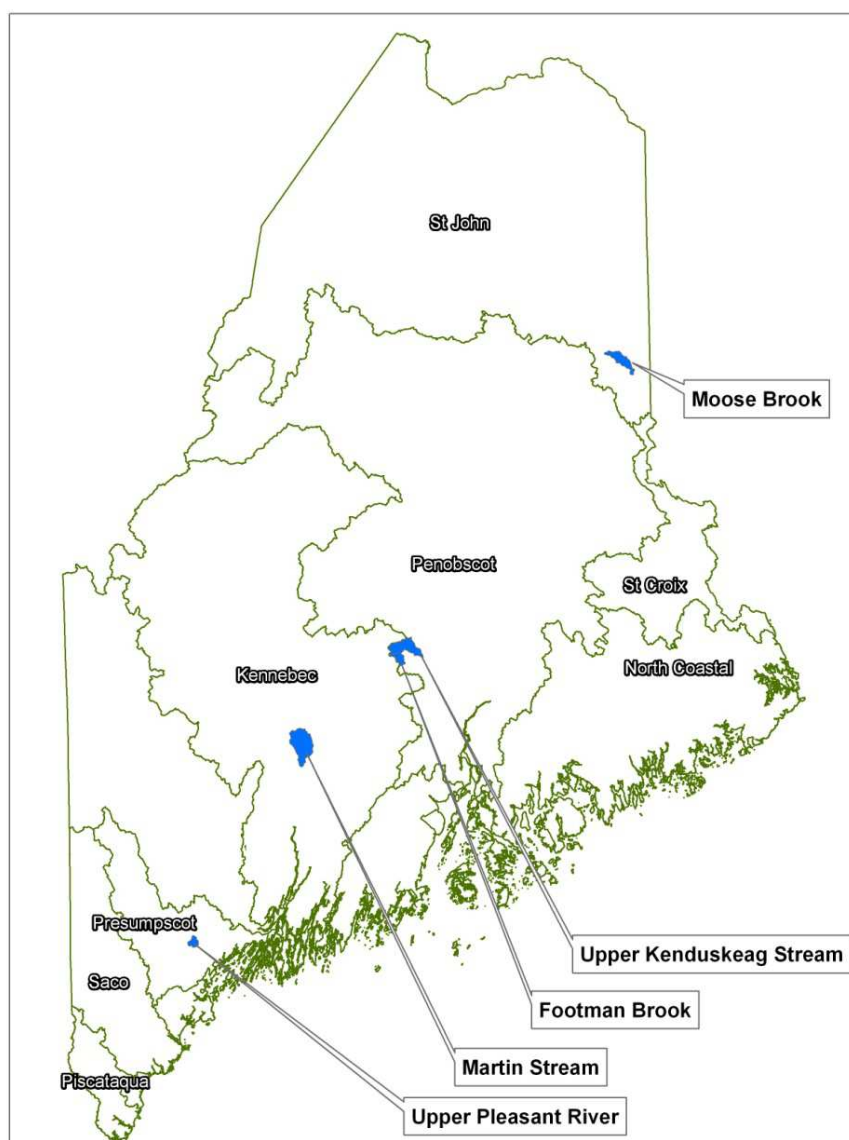 St John
Moose Brook
Penobscot
St Croix
North Coastal
Kennebec
Presumpscot
Saco
Upper Kenduskeag Stream
Footman Brook
Martin Stream
Piscataqua
Upper Pleasant River